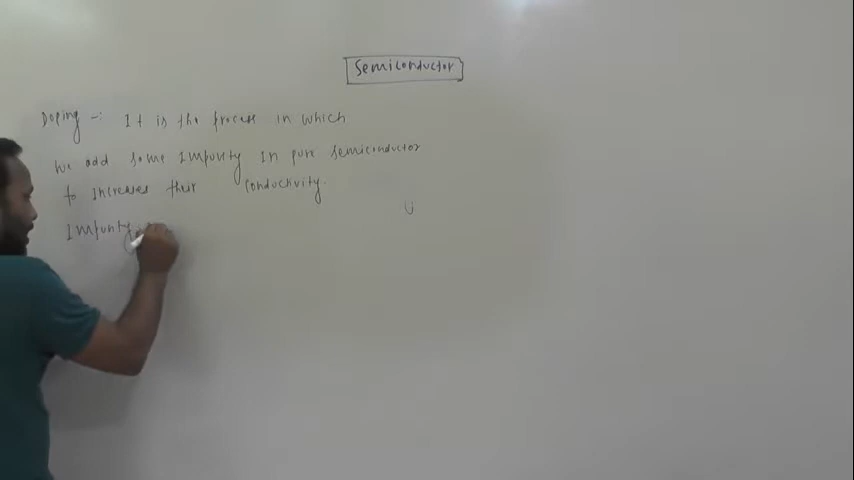 Semiconductor
Doping -: It is the process in which
we add some Impurity In pure semiconductor
to increases their conductivity.
Impurity